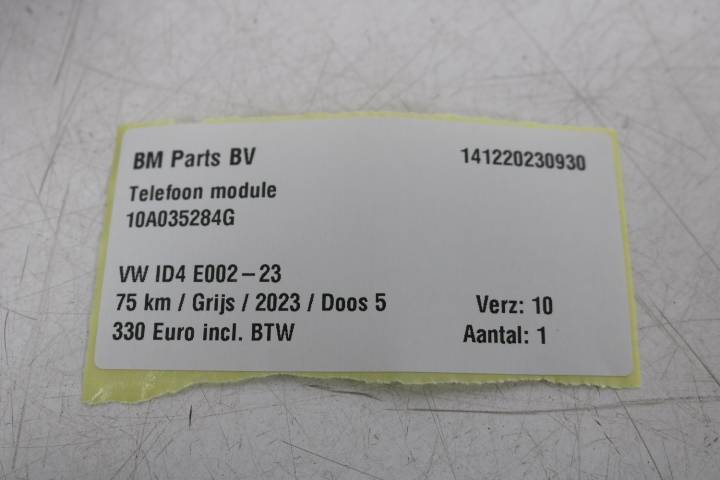 BM Parts BV 141220230930
Telefoon module
10A035284G
VW ID4 E002-23
75 km / Grijs / 2023 / Doos 5 Verz: 10
330 Euro incl. BTW Aantal: 1